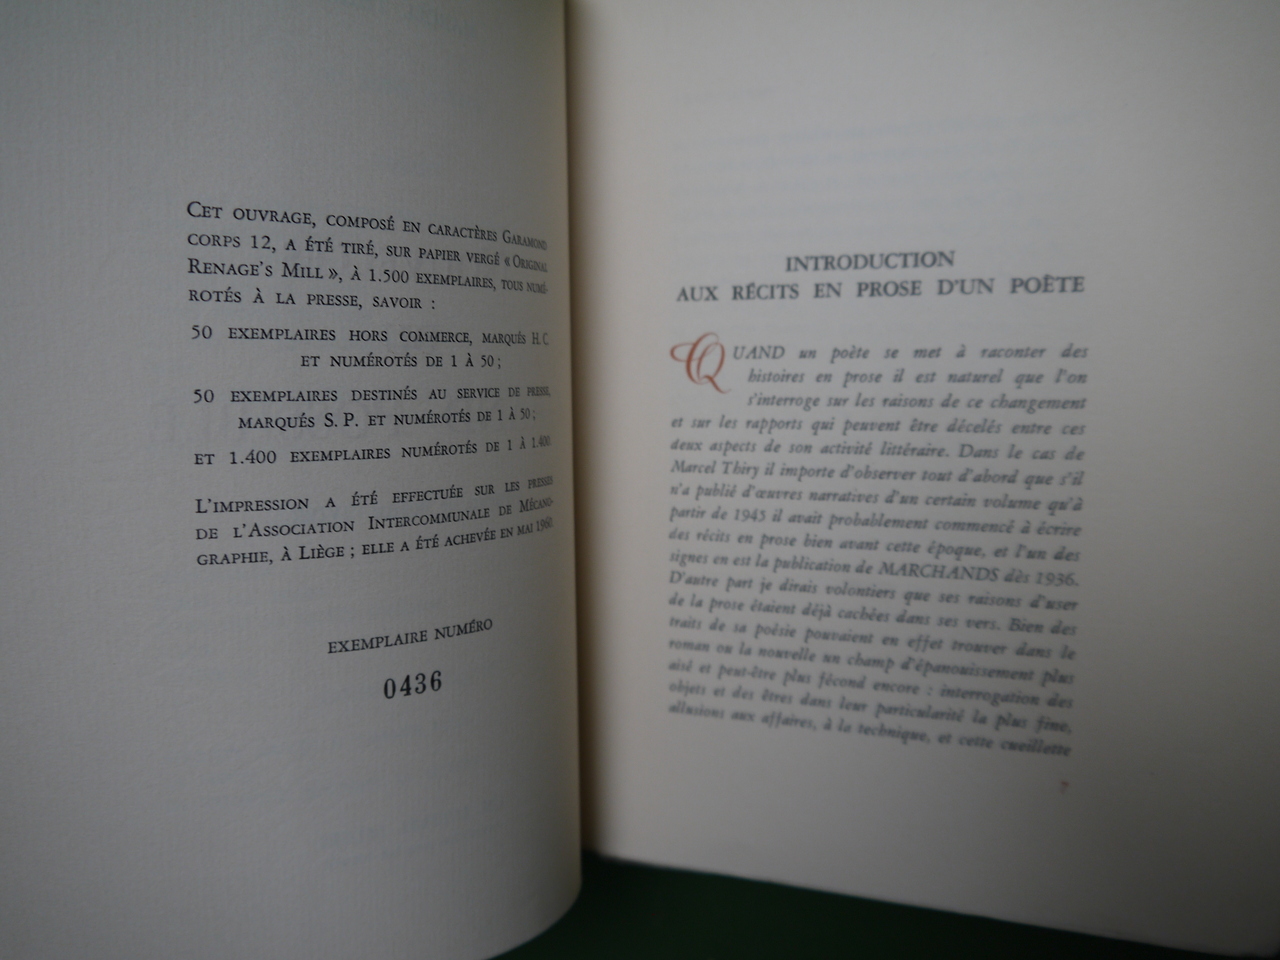 CET OUVRAGE, COMPOSÉ EN CARACTÈRES GARAMOND
CORPS 12, A ÉTÉ TIRÉ, SUR PAPIER VERGÉ « ORIGINAL
RENAGE'S MILL », À 1.500 EXEMPLAIRES, TOUS NUMÉ-
ROTÉS À LA PRESSE, SAVOIR :
50 EXEMPLAIRES HORS COMMERCE, MARQUÉS H. C.
ET NUMÉROTÉS DE 1 À 50 ;
50 EXEMPLAIRES DESTINÉS AU SERVICE DE PRESSE,
MARQUÉS S. P. ET NUMÉROTÉS DE 1 À 50 ;
ET 1.400 EXEMPLAIRES NUMÉROTÉS DE 1 À 1.400.
L'IMPRESSION A ÉTÉ EFFECTUÉE SUR LES PRESSES
DE L'ASSOCIATION INTERCOMMUNALE DE MÉCANO-
GRAPHIE, À LIÈGE ; ELLE A ÉTÉ ACHEVÉE EN MAI 1960
EXEMPLAIRE NUMÉRO
0436
INTRODUCTION
AUX RÉCITS EN PROSE D'UN POÈTE
QUAND un poète se met à raconter des
histoires en prose il est naturel que l'on
s'interroge sur les raisons de ce changement
et sur les rapports qui peuvent être décelés entre ces
deux aspects de son activité littéraire. Dans le cas de
Marcel Thiry il importe d'observer tout d'abord que s'il
n'a publié d'œuvres narratives d'un certain volume qu'à
partir de 1945 il avait probablement commencé à écrire
des récits en prose bien avant cette époque, et l'un des
signes en est la publication de MARCHANDS dès 1936.
D'autre part je dirais volontiers que ses raisons d'user
de la prose étaient déjà cachées dans ses vers. Bien des
traits de sa poésie pouvaient en effet trouver dans le
roman ou la nouvelle un champ d'épanouissement plus
aisé et peut-être plus fécond encore : interrogation des
objets et des êtres dans leur particularité la plus fine,
allusions aux affaires, à la technique, et cette cueillette
7